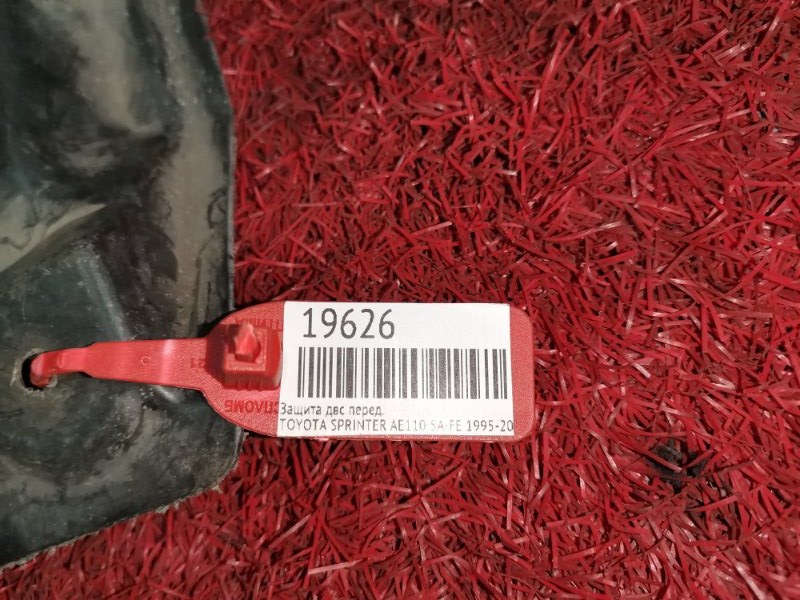 19626
Защита двс перед.
TOYOTA SPRINTER AE110 5A-FE 1995-20